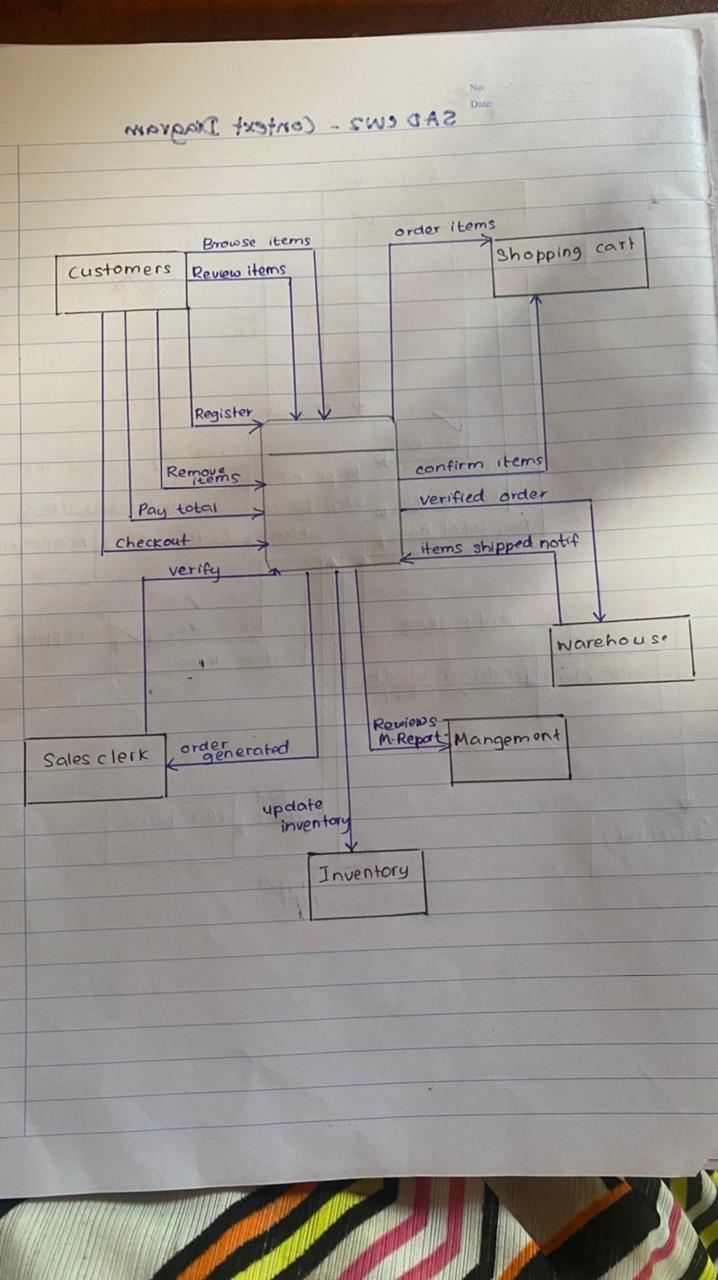 No:
Date:
SAD CW2 - Context Diagram
Browse items
order items
Customers
Review items
Shopping cart
Register
Remove
items
confirm items
Pay total
verified order
checkout
items shipped notif
verify
warehouse
Reviews
M-Report
Mangement
Sales clerk
order
generated
update
inventory
Inventory